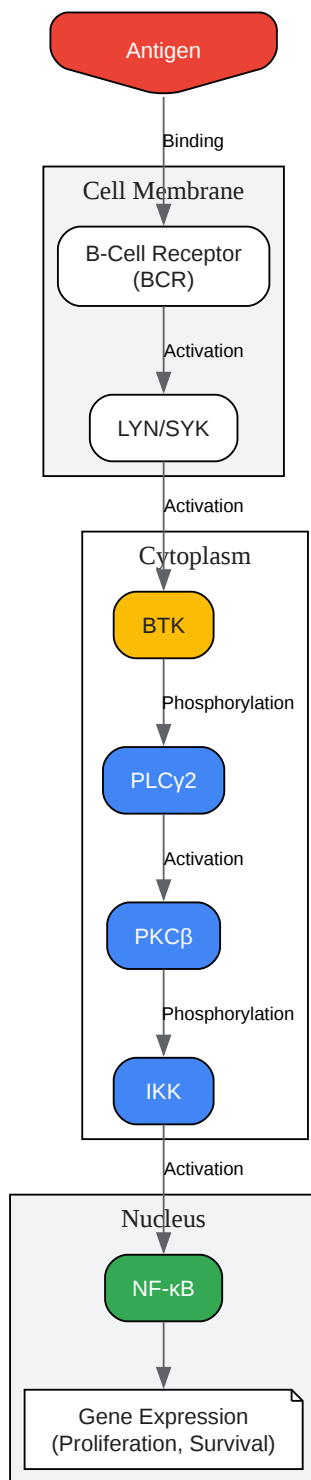 Antigen
Binding
Cell Membrane
B-Cell Receptor
(BCR)
Activation
LYN/SYK
Activation
Cytoplasm
BTK
Phosphorylation
PLCγ2
Activation
PKCβ
Phosphorylation
IKK
Activation
Nucleus
NF-κB
Gene Expression
(Proliferation, Survival)